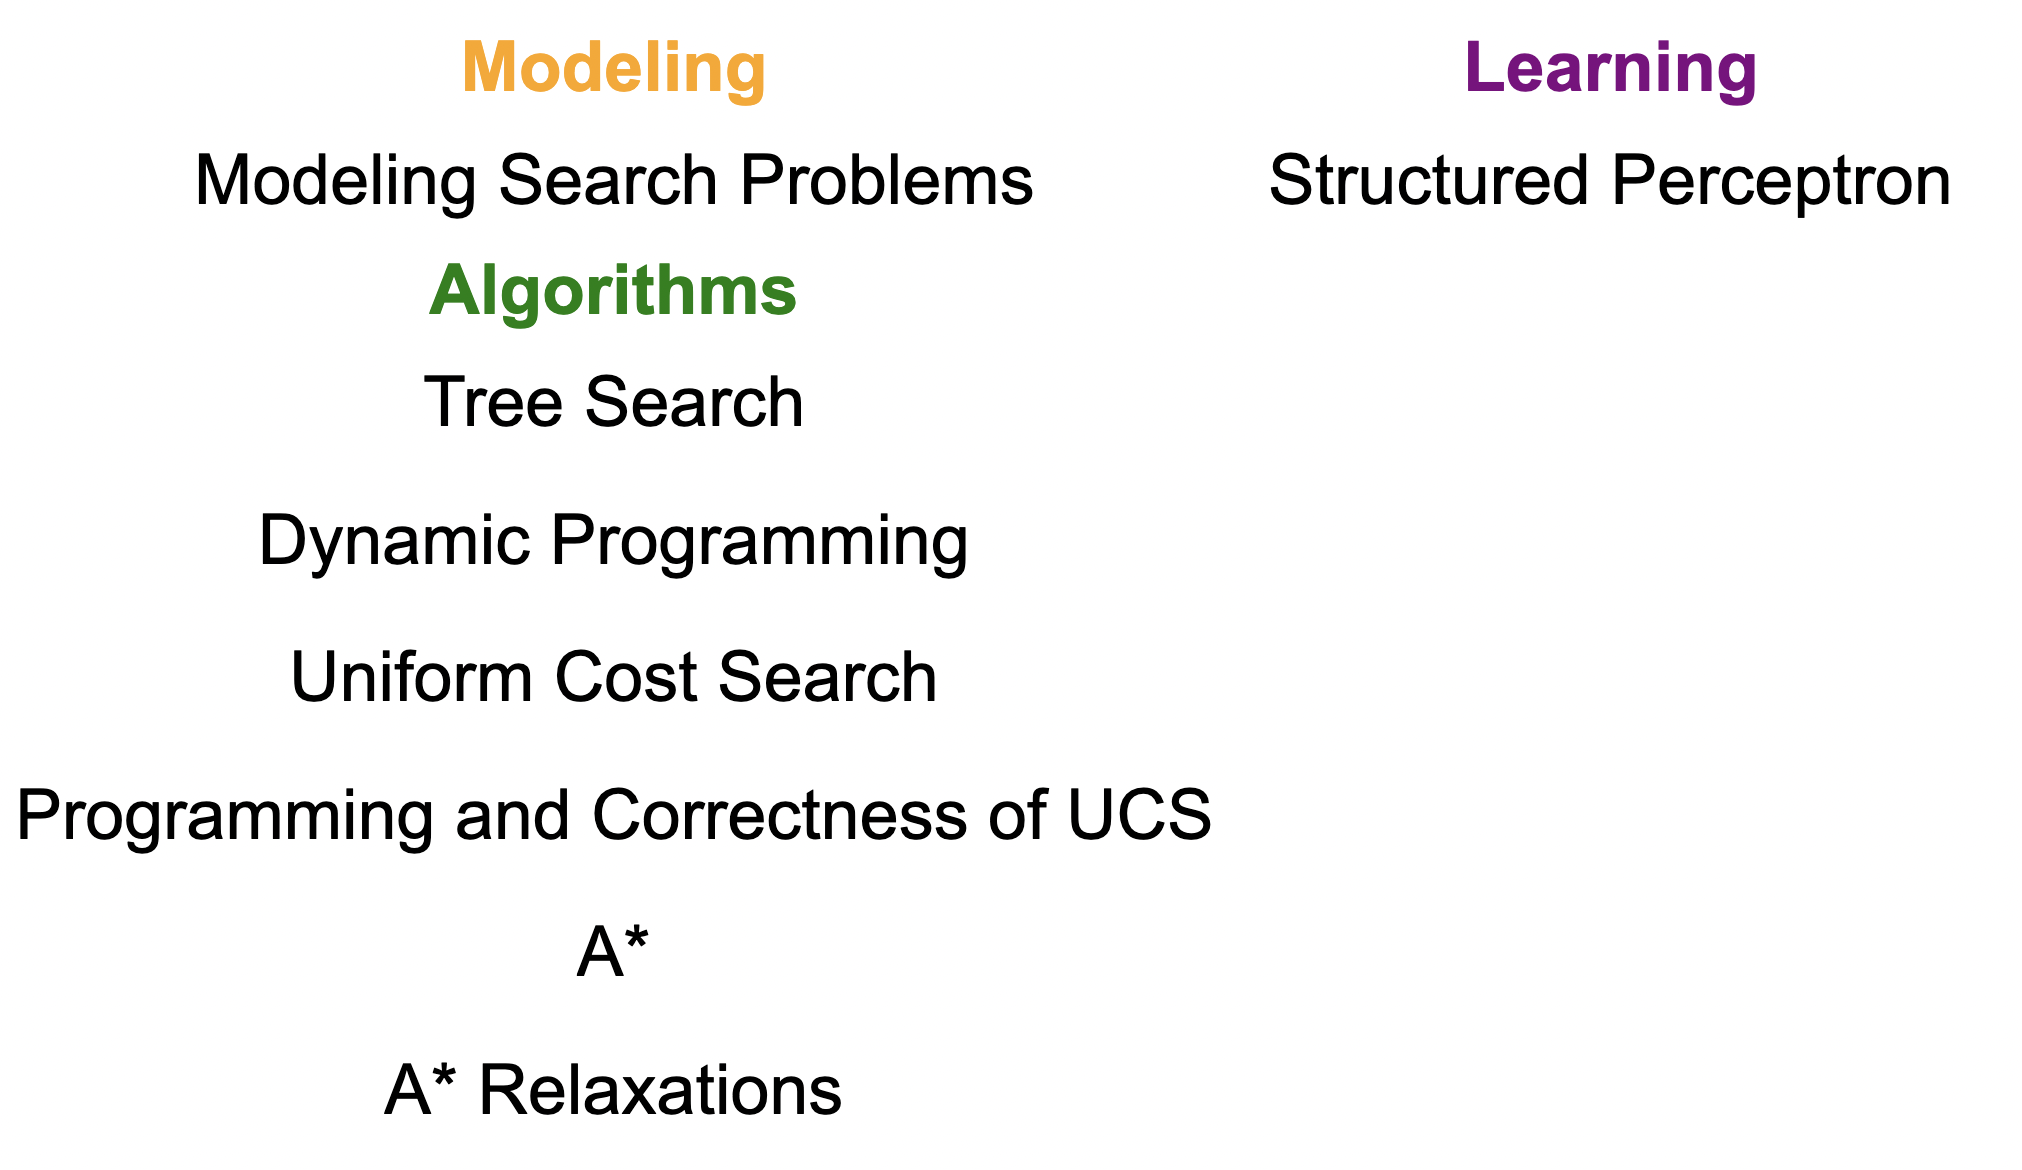 Modeling
Modeling Search Problems
Algorithms
Tree Search
Dynamic Programming
Uniform Cost Search
Programming and Correctness of UCS
A*
A* Relaxations
Learning
Structured Perceptron